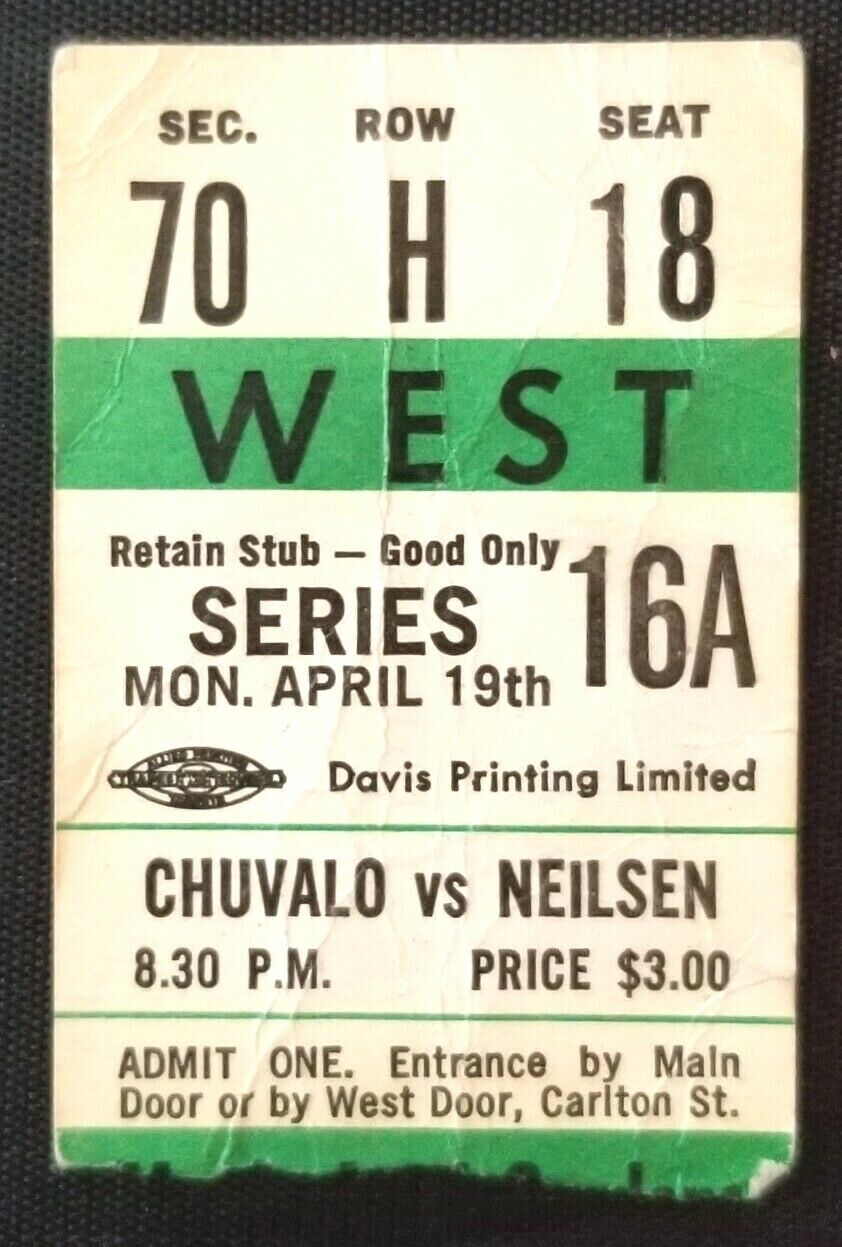 SEC. ROW SEAT
70 H 18
WEST
Retain Stub — Good Only
SERIES 16A
MON. APRIL 19th
Davis Printing Limited
CHUVALO vs NEILSEN
8.30 P.M. PRICE $3.00
ADMIT ONE. Entrance by Main
Door or by West Door, Carlton St.